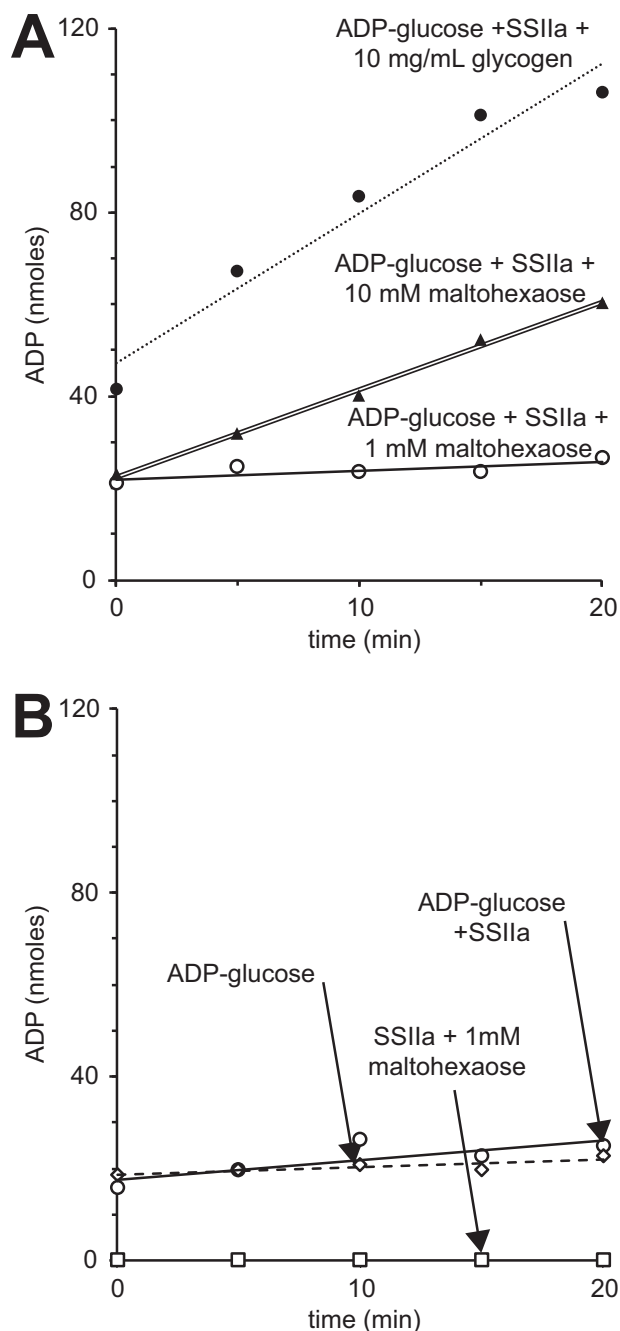 A
ADP-glucose +SSIIa +
10 mg/mL glycogen
120
80
40
0
ADP (nmoles)
ADP-glucose + SSIIa +
10 mM maltohexaose
ADP-glucose + SSIIa +
1 mM maltohexaose
0
10
20
time (min)
B
120
80
40
0
ADP (nmoles)
ADP-glucose
+SSIIa
ADP-glucose
SSIIa + 1mM
maltohexaose
0
10
20
time (min)